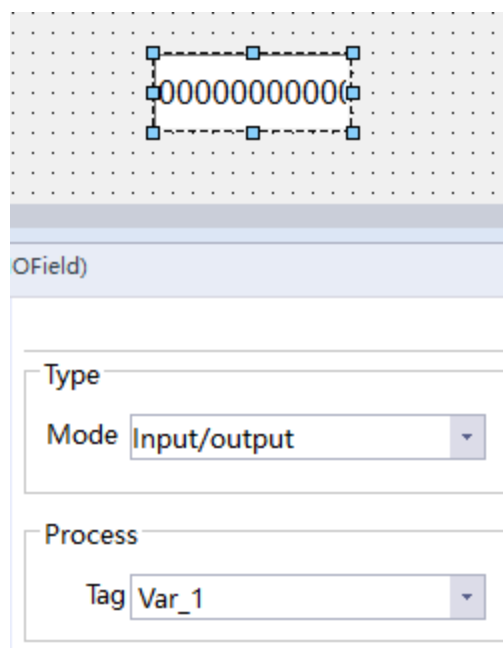 00000000000
OField)
Type
Mode Input/output
Process
Tag Var_1